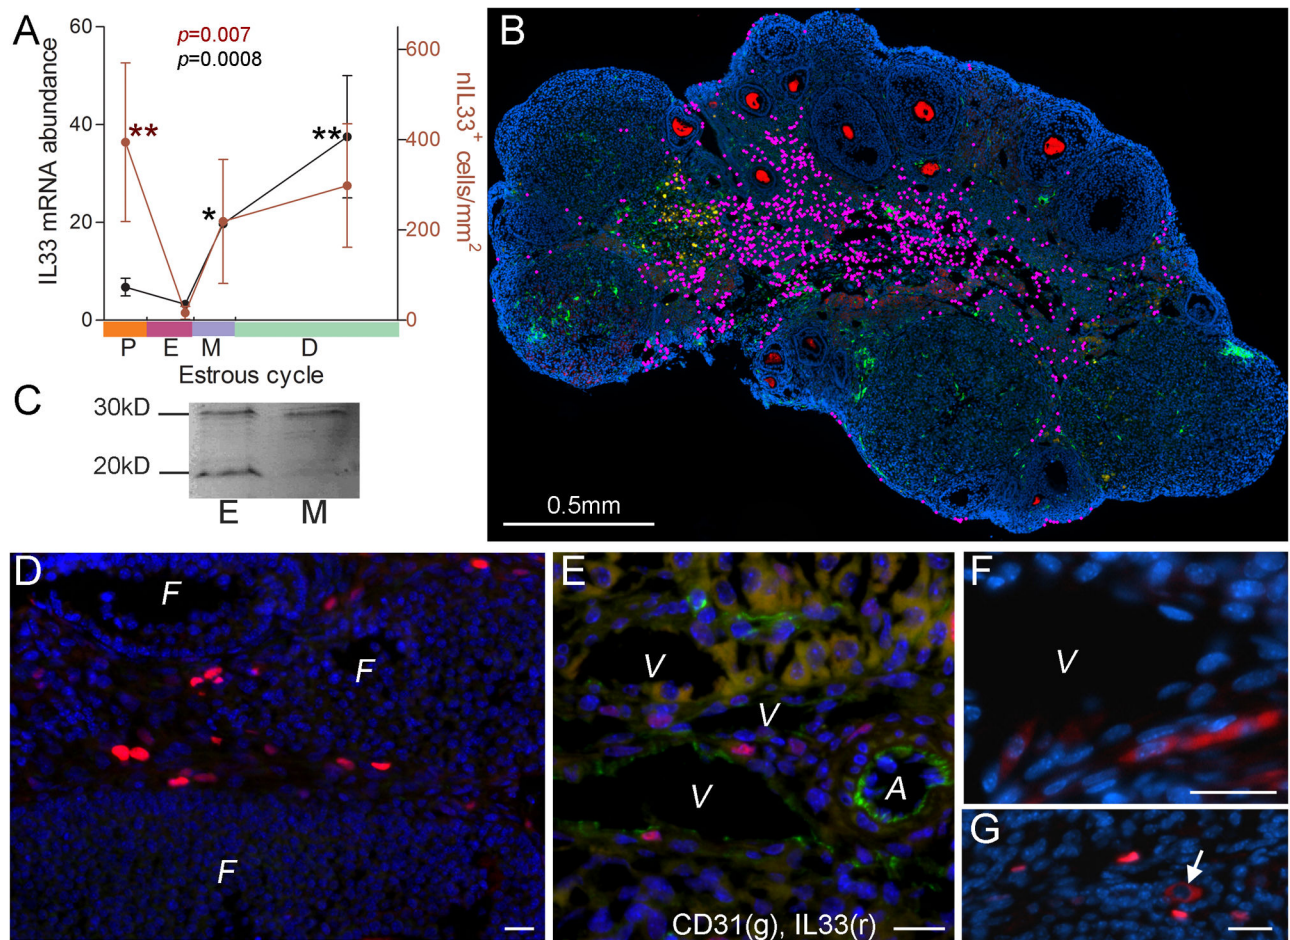 A
p=0.007
p=0.0008
IL33 mRNA abundance
60
40
20
0
**
*
**
nIL33+ cells/mm2
600
400
200
0
P E M D
Estrous cycle
B
0.5mm
C
30kD
20kD
E M
D
F
F
F
E
V
V
V
A
CD31(g), IL33(r)
F
V
G